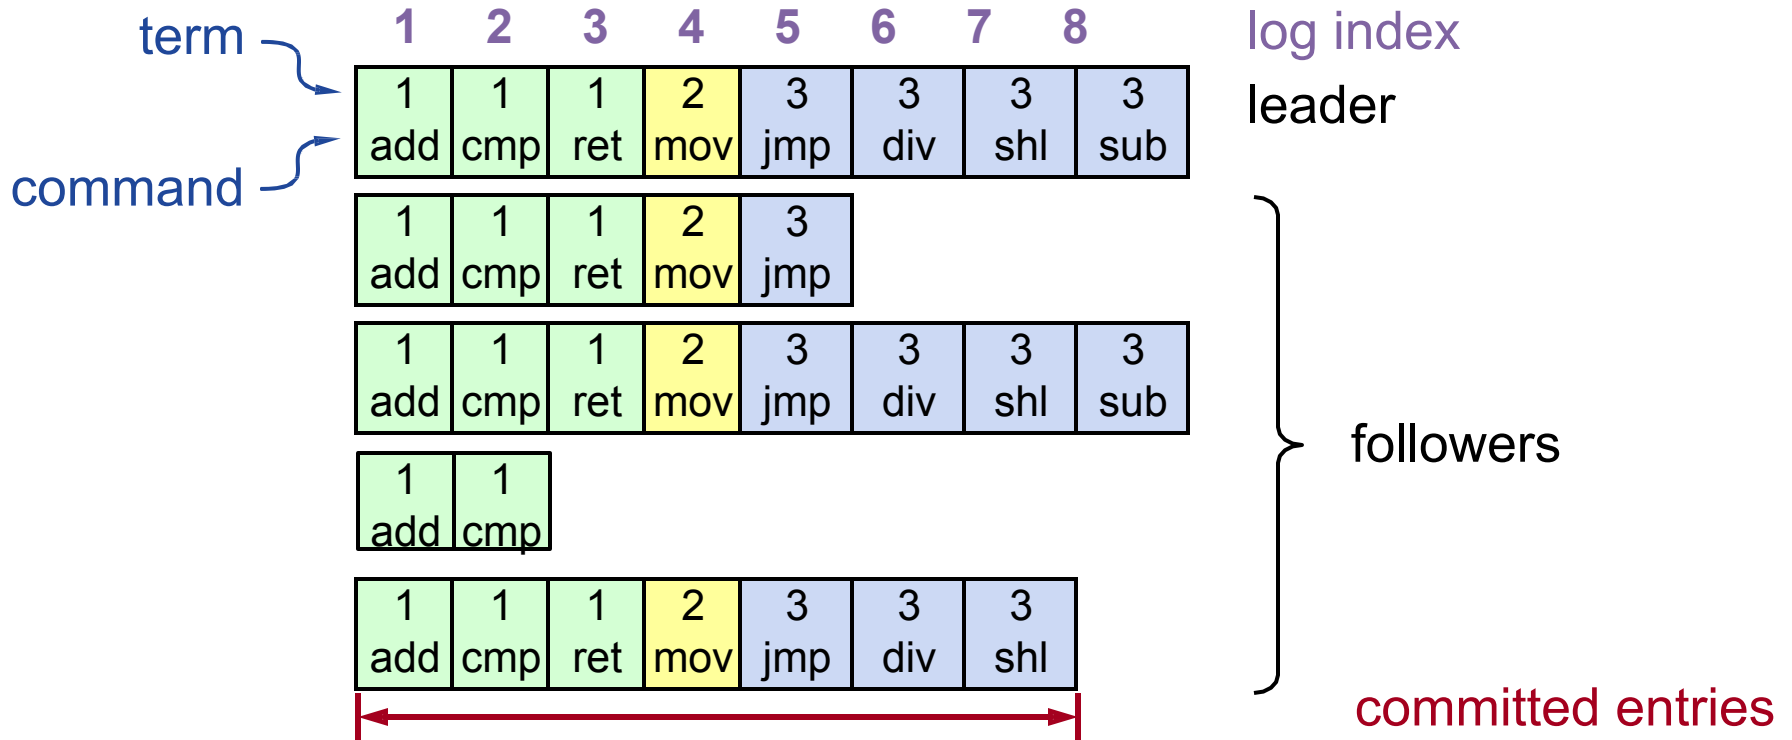 term
command
1 2 3 4 5 6 7 8 log index
1 1 1 2 3 3 3 3
add cmp ret mov jmp div shl sub
leader
1 1 1 2 3
add cmp ret mov jmp
1 1 1 2 3 3 3 3
add cmp ret mov jmp div shl sub
1 1
add cmp
1 1 1 2 3 3 3
add cmp ret mov jmp div shl
followers
committed entries